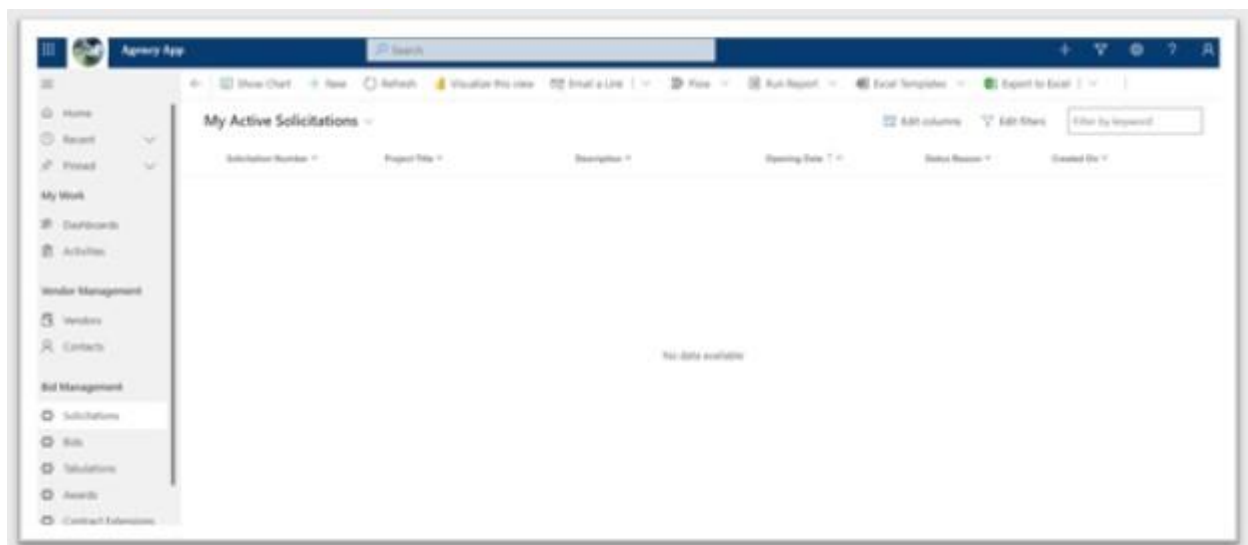 Agency App
Search
Show Chart New Refresh Visualize this view Email a Link Flow Run Report Excel Templates Export to Excel
Home
My Active Solicitations Edit columns Edit filters Filter by keyword
Recent
Solicitation Number Project Title Description Opening Date Status Reason Created On
Pinned
My Work
Dashboards
Activities
Vendor Management
Vendors
Contacts
No data available
Bid Management
Solicitations
Bids
Tabulations
Awards
Contract Extensions